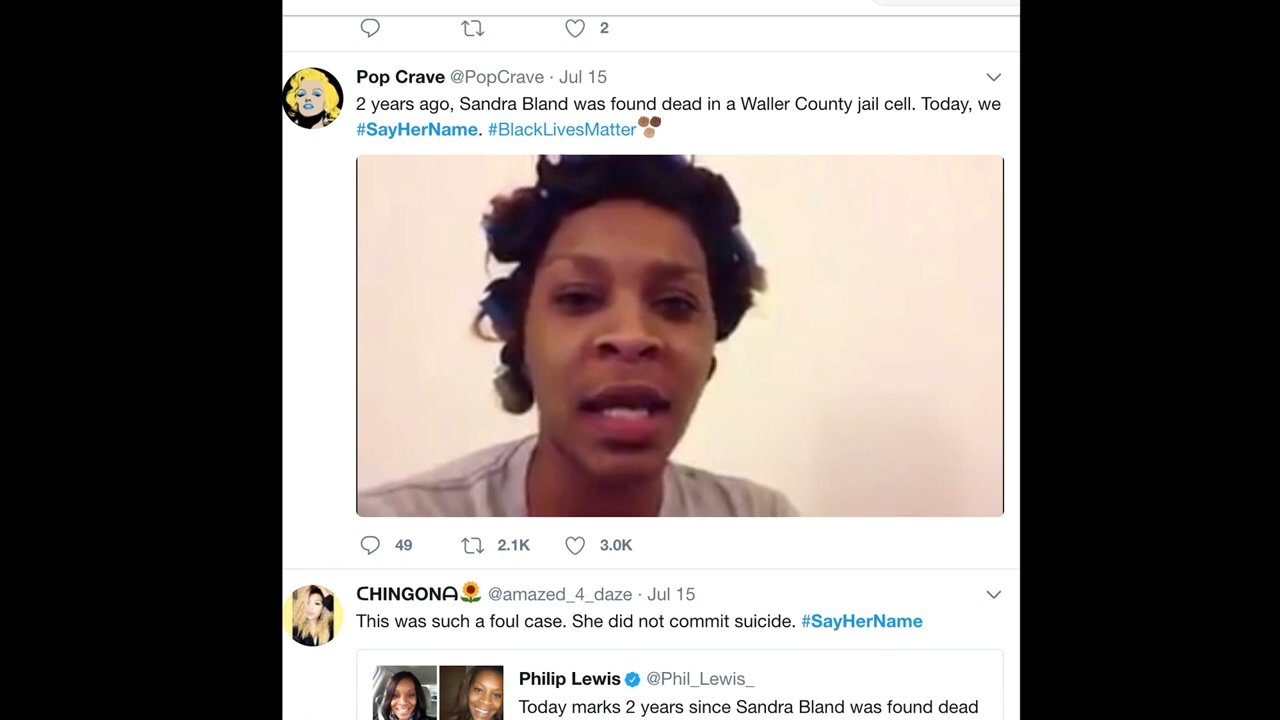 2
Pop Crave @PopCrave · Jul 15
2 years ago, Sandra Bland was found dead in a Waller County jail cell. Today, we
#SayHerName. #BlackLivesMatter
49 2.1K 3.0K
CHINGONA🌻 @amazed_4_daze · Jul 15
This was such a foul case. She did not commit suicide. #SayHerName
Philip Lewis @Phil_Lewis_
Today marks 2 years since Sandra Bland was found dead